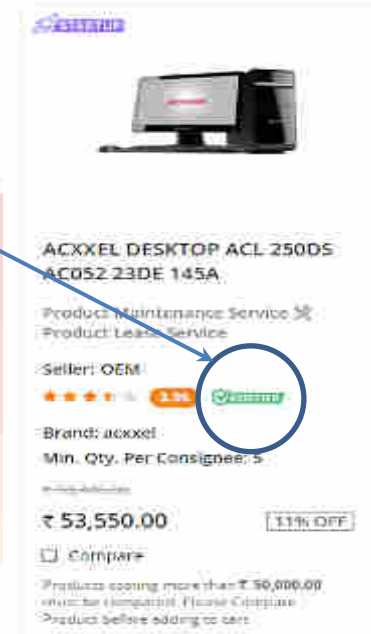 STARTUP
ACXXEL DESKTOP ACL 250DS
AC052 23DE 145A
Product Maintenance Service
Product Lease Service
Seller: OEM
Brand: acxxel
Min. Qty. Per Consignee: 5
₹ 53,550.00
11% OFF
Compare
Products costing more than ₹ 50,000.00
must be compared. Please Compare
Product before adding to cart